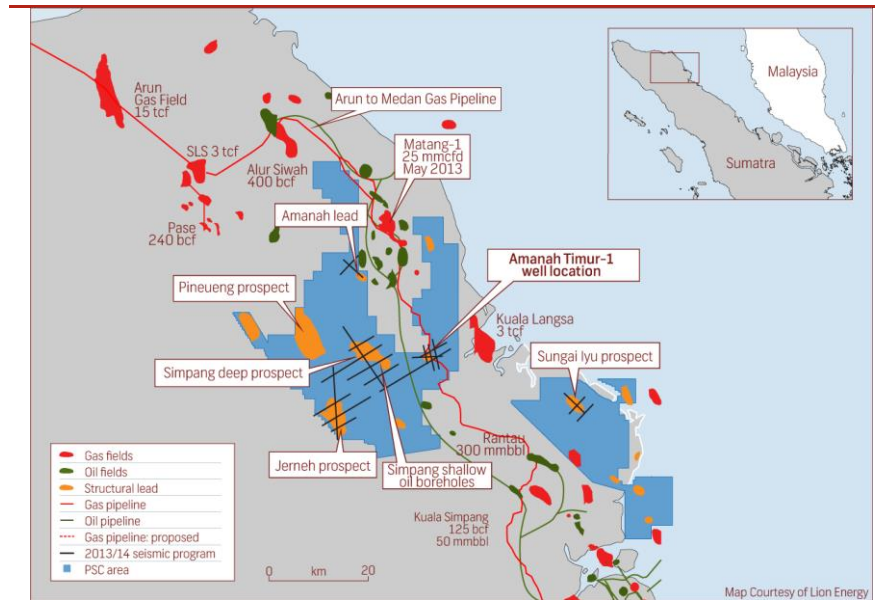 Arun
Gas Field
15 tcf
SLS 3 tcf
Pase
240 bcf
Alur Siwah
400 bcf
Arun to Medan Gas Pipeline
Matang-1
25 mmcfd
May 2013
Malaysia
Sumatra
Amanah lead
Amanah Timur-1
well location
Pineueng prospect
Kuala Langsa
3 tcf
Simpang deep prospect
Sungai Iyu prospect
Jerneh prospect
Simpang shallow
oil boreholes
Rantau
300 mmbbl
Kuala Simpang
125 bcf
50 mmbbl
Gas fields
Oil fields
Structural lead
Gas pipeline
Oil pipeline
Gas pipeline: proposed
2013/14 seismic program
PSC area
0 km 20
Map Courtesy of Lion Energy